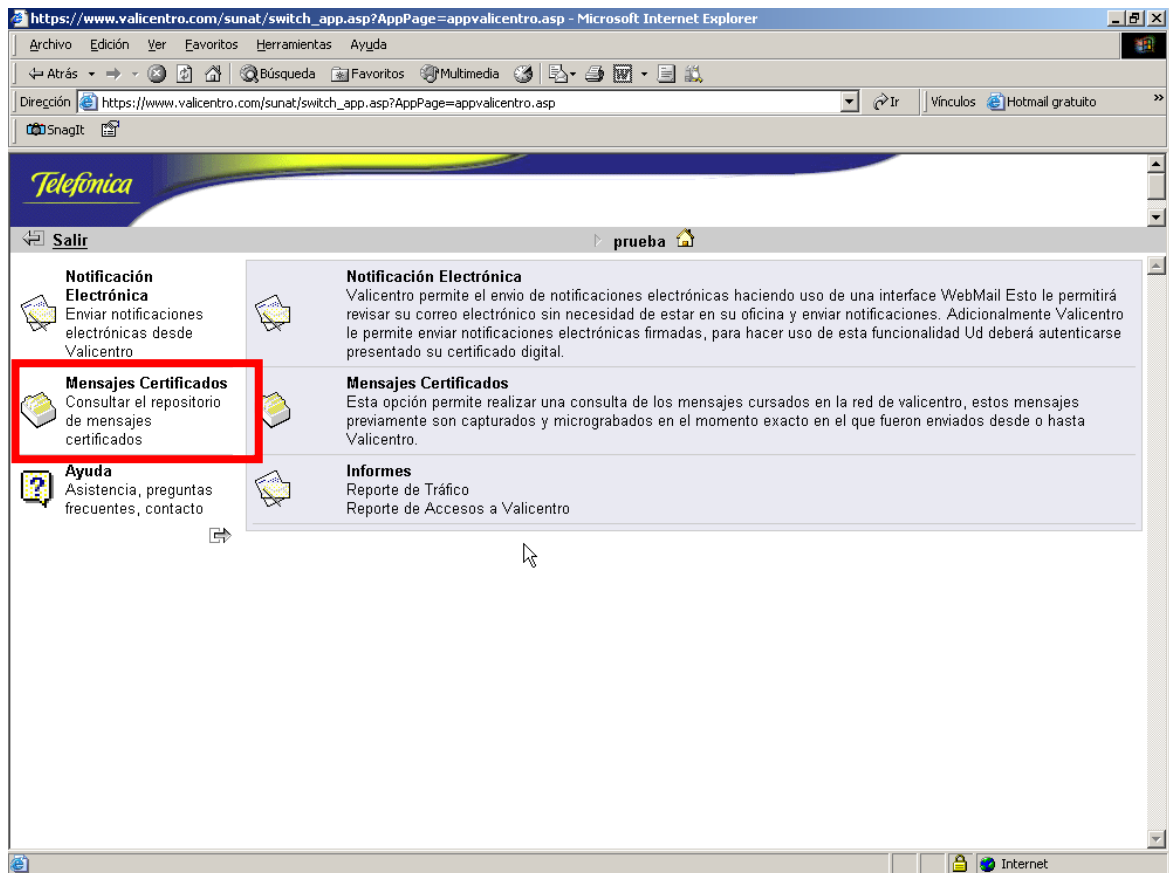 https://www.valicentro.com/sunat/switch_app.asp?AppPage=appvalicentro.asp - Microsoft Internet Explorer
Archivo Edición Ver Favoritos Herramientas Ayuda
Atrás Búsqueda Favoritos Multimedia
Dirección https://www.valicentro.com/sunat/switch_app.asp?AppPage=appvalicentro.asp Ir Vínculos Hotmail gratuito »
SnagIt
Telefónica
Salir prueba
Notificación
Electrónica
Enviar notificaciones
electrónicas desde
Valicentro
Mensajes Certificados
Consultar el repositorio
de mensajes
certificados
Ayuda
Asistencia, preguntas
frecuentes, contacto
Notificación Electrónica
Valicentro permite el envio de notificaciones electrónicas haciendo uso de una interface WebMail Esto le permitirá
revisar su correo electrónico sin necesidad de estar en su oficina y enviar notificaciones. Adicionalmente Valicentro
le permite enviar notificaciones electrónicas firmadas, para hacer uso de esta funcionalidad Ud deberá autenticarse
presentado su certificado digital.
Mensajes Certificados
Esta opción permite realizar una consulta de los mensajes cursados en la red de valicentro, estos mensajes
previamente son capturados y micrograbados en el momento exacto en el que fueron enviados desde o hasta
Valicentro.
Informes
Reporte de Tráfico
Reporte de Accesos a Valicentro
Internet